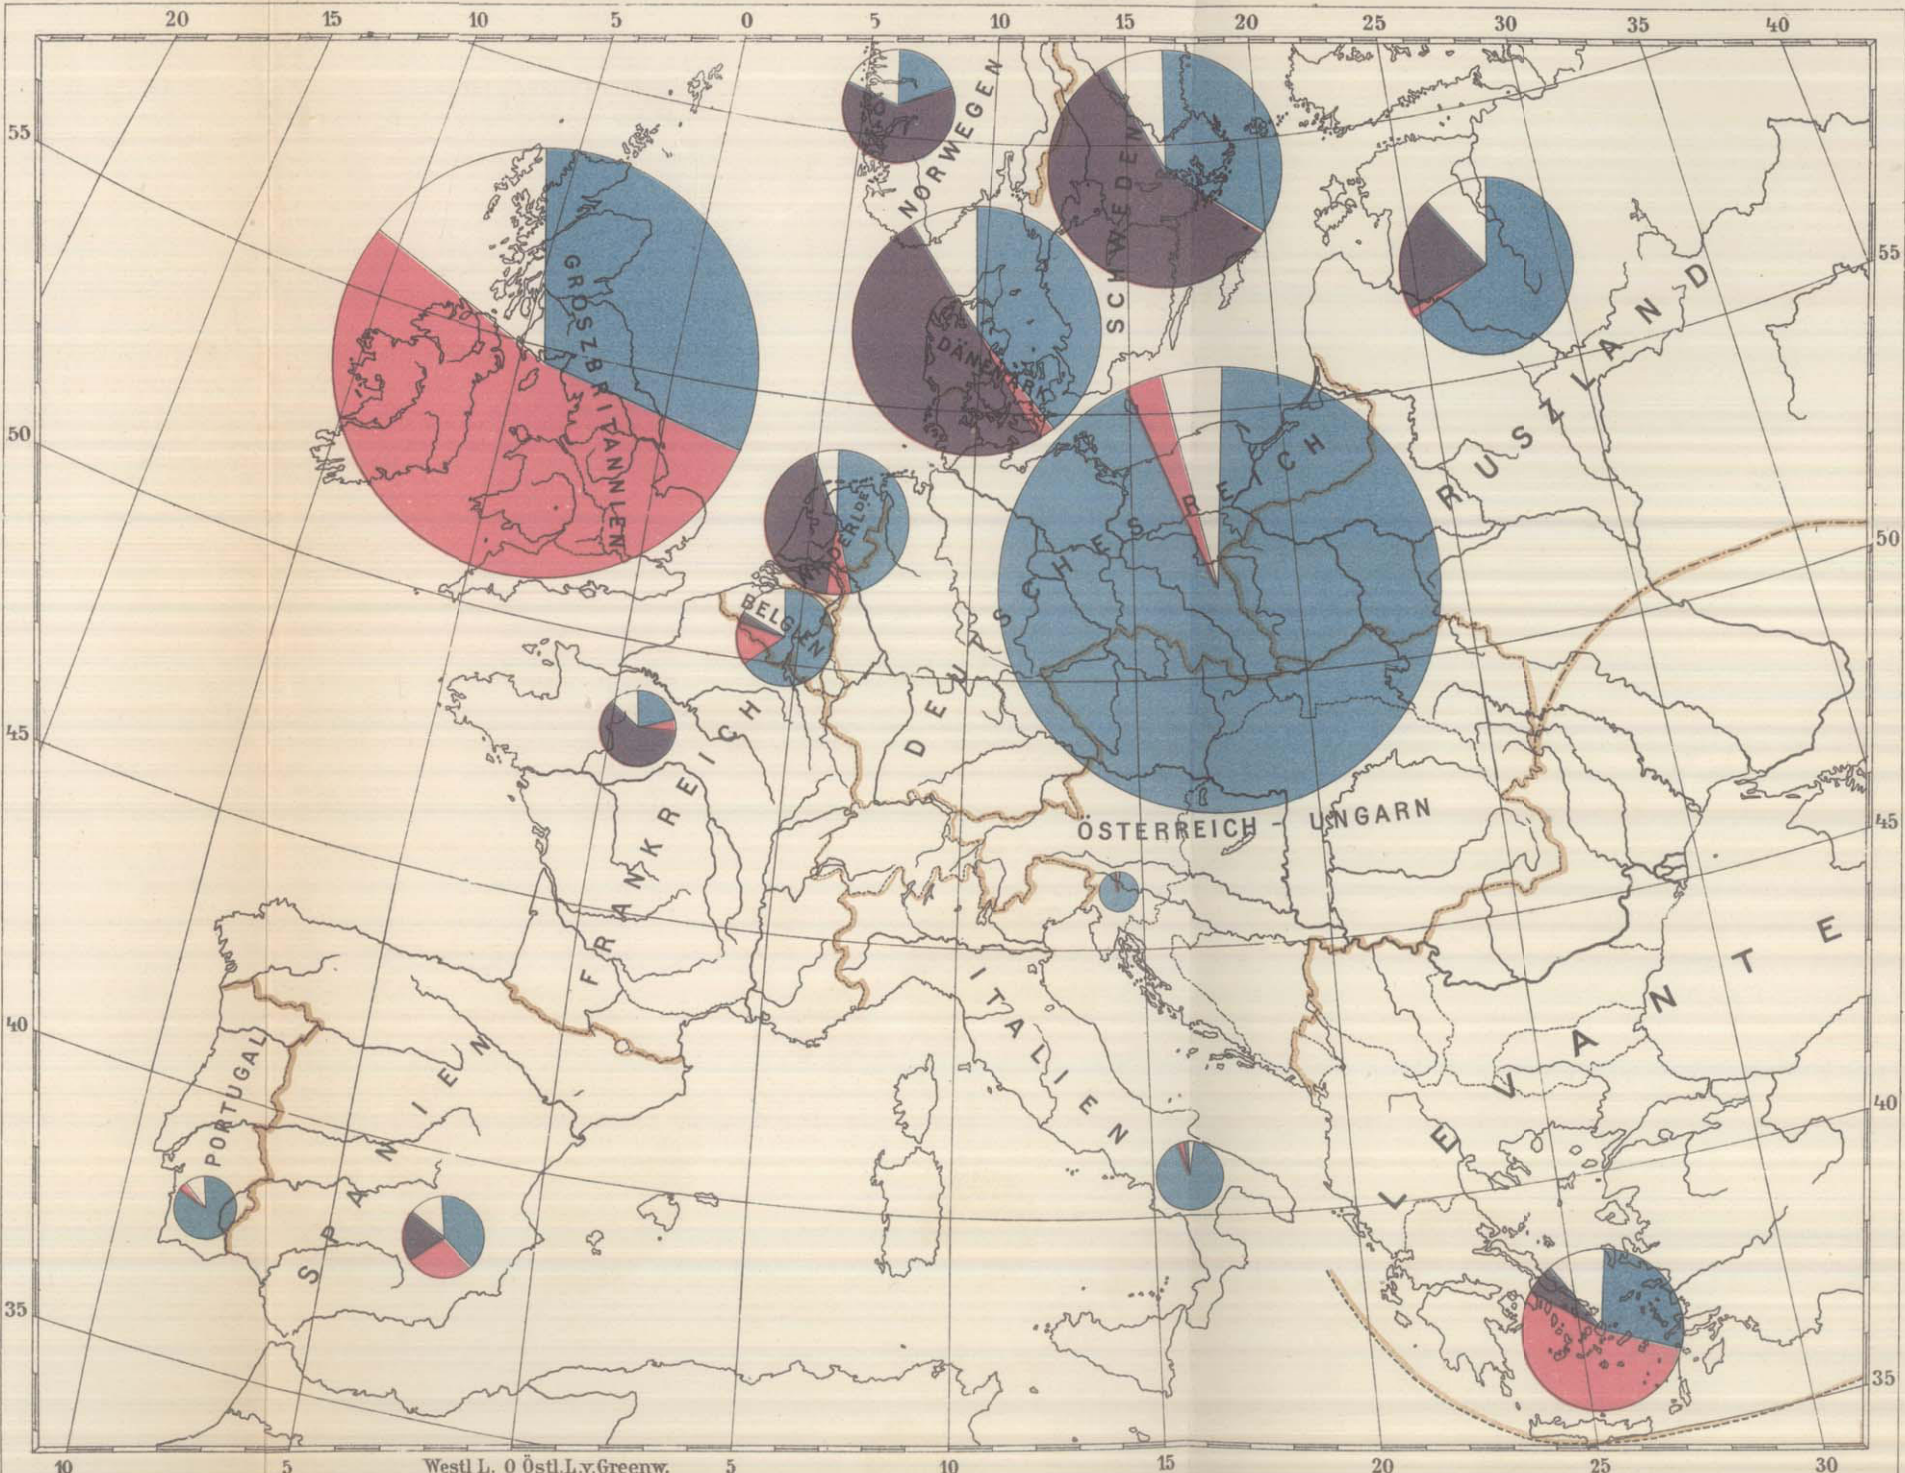 20 15 10 5 0 5 10 15 20 25 30 35 40
55
50
45
40
35
55
50
45
40
35
NORWEGEN
SCHWEDEN
GROSZBRITANNIEN
DÄNEMARK
RUSZLAND
NIEDERLDE
BELGIEN
DEUTSCHES REICH
FRANKREICH
ÖSTERREICH - UNGARN
ITALIEN
LEVANTE
PORTUGAL
SPANIEN
10 5 Westl L. 0 Östl.L.v.Greenw. 5 10 15 20 25 30